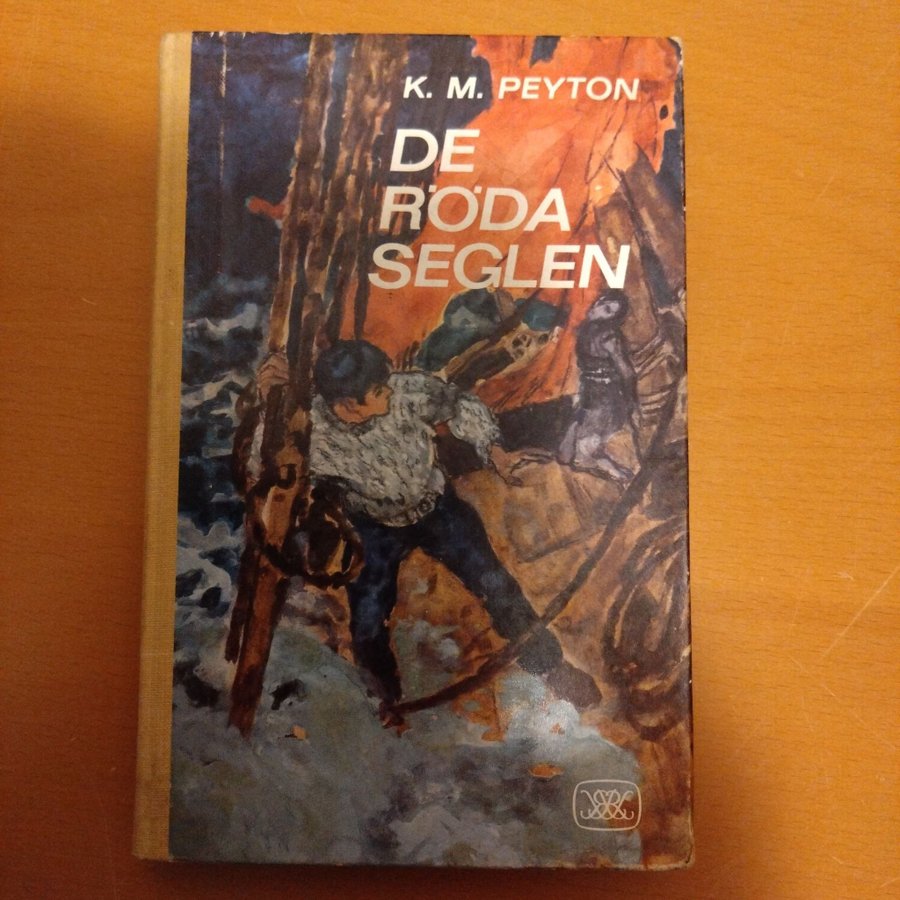 K. M. PEYTON
DE
RÖDA
SEGLEN